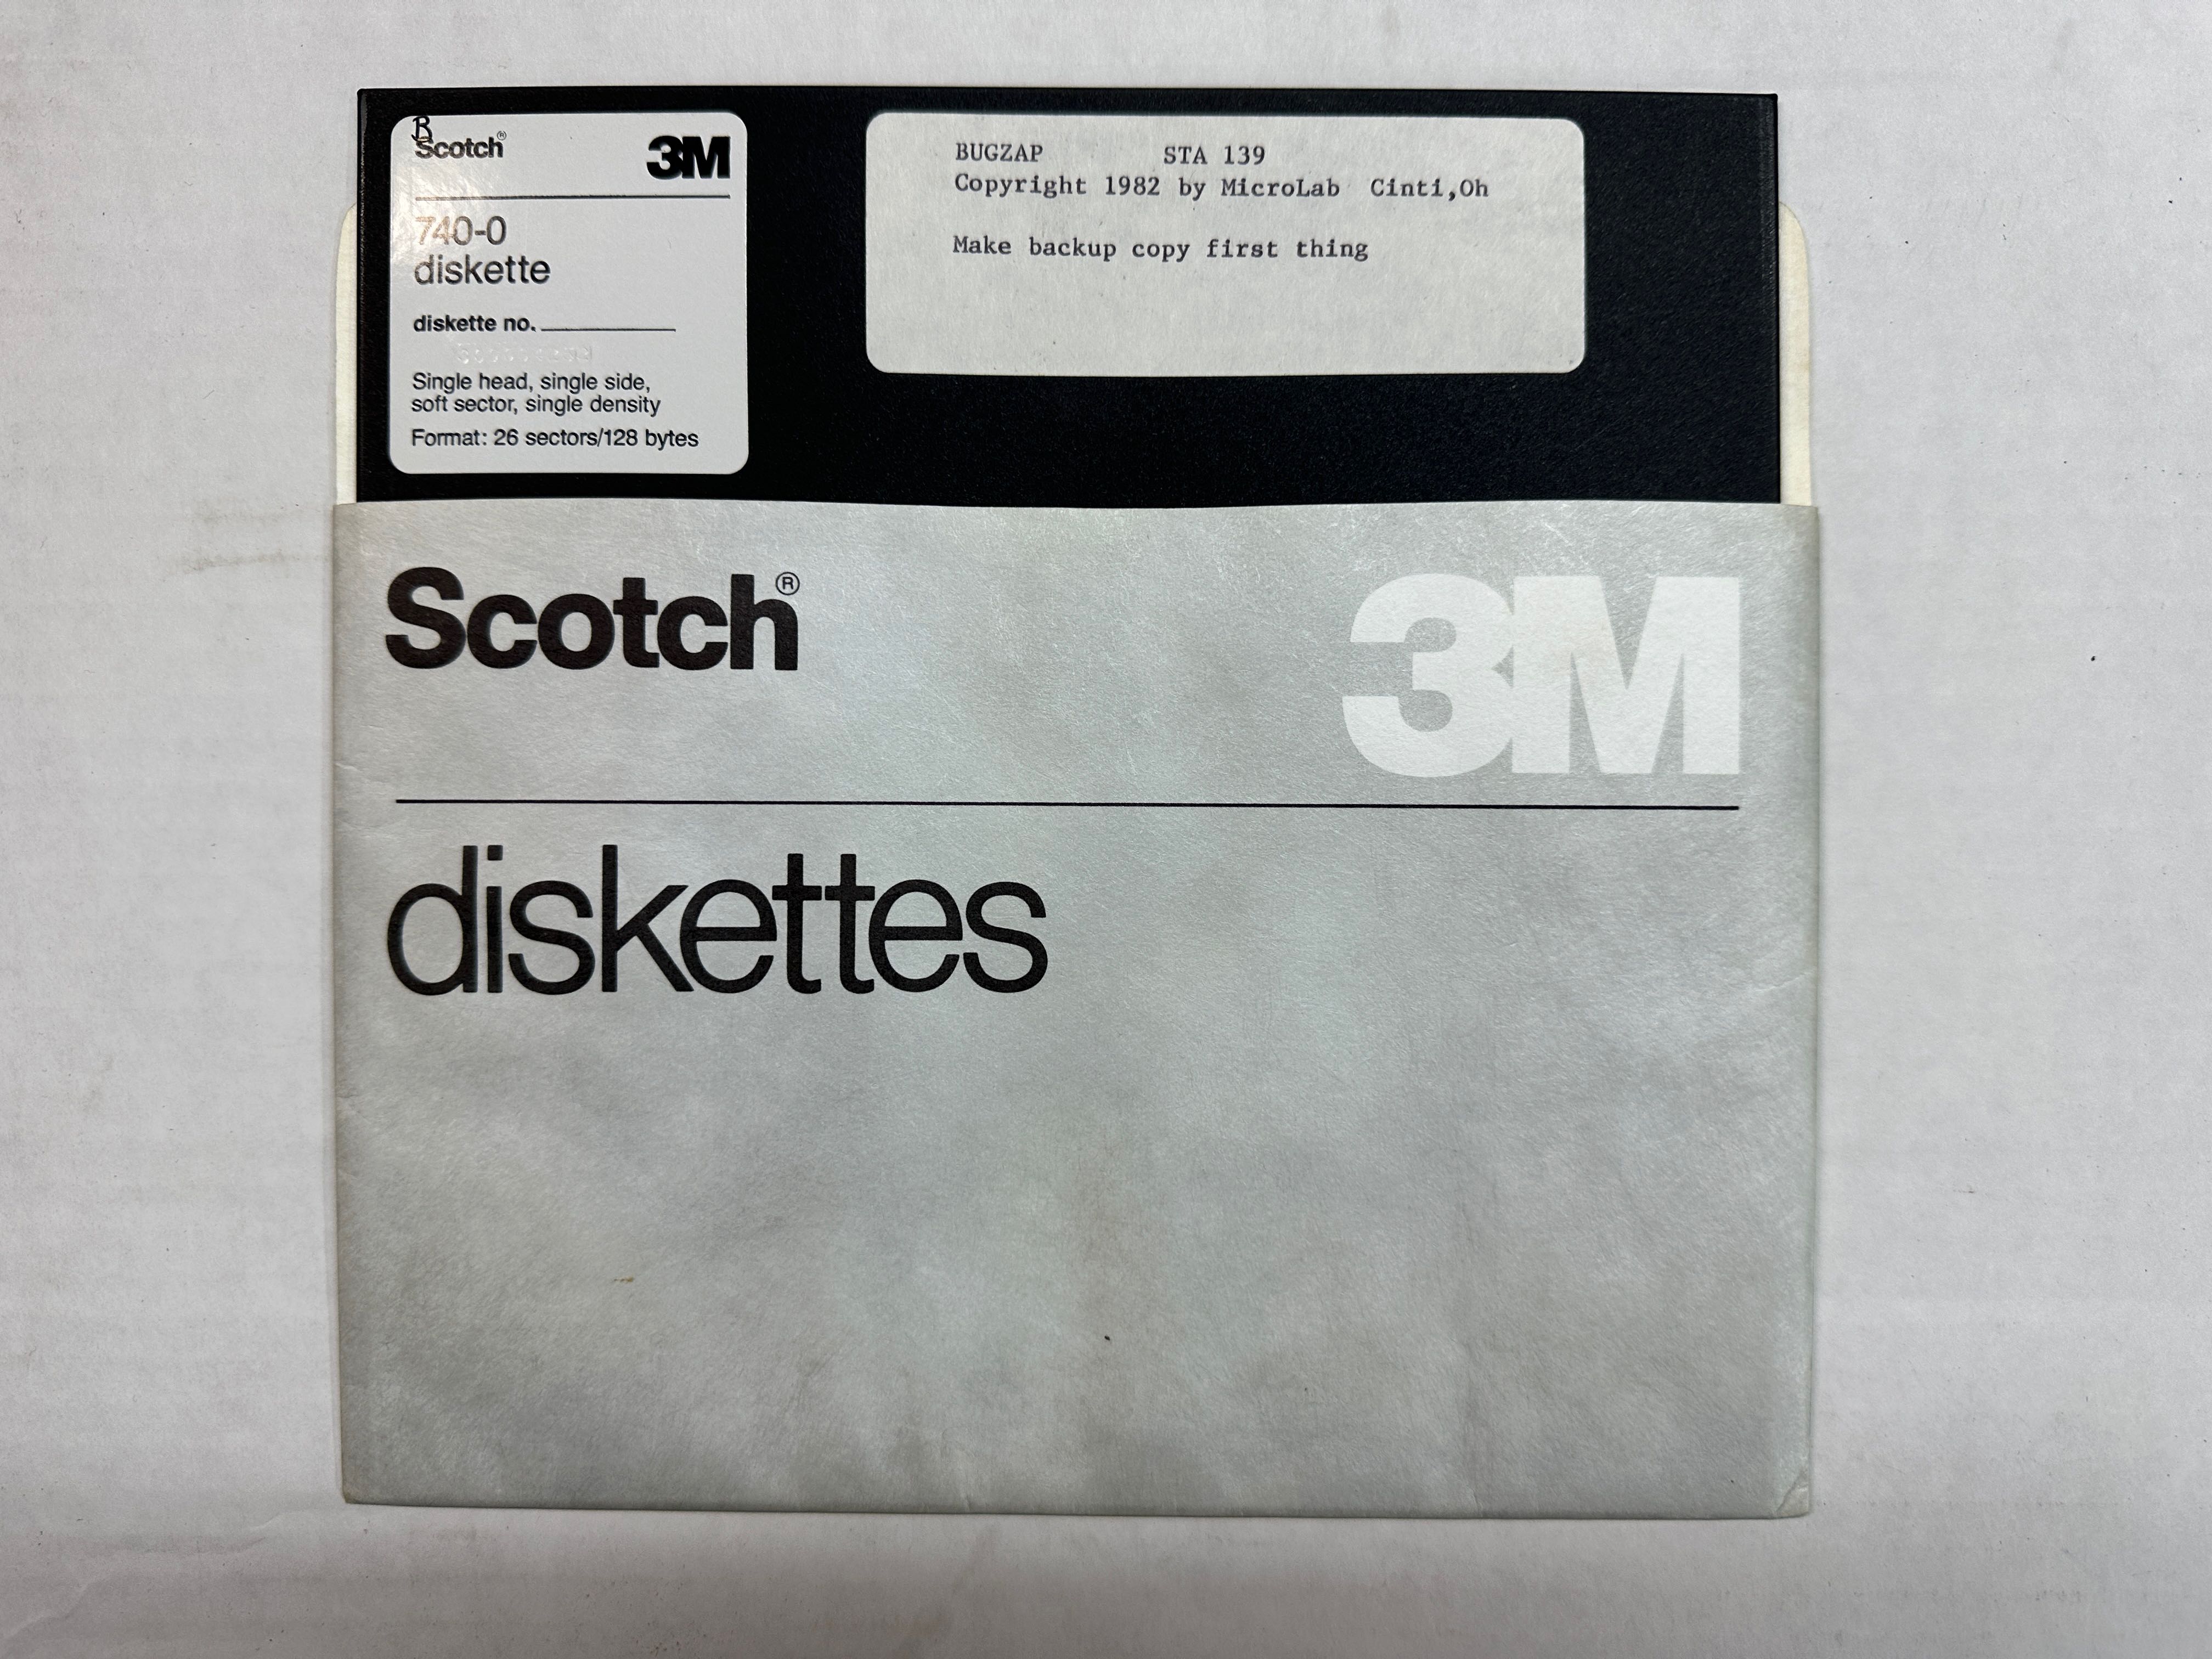 B
Scotch®
3M
740-0
diskette
diskette no.
Single head, single side,
soft sector, single density
Format: 26 sectors/128 bytes
BUGZAP STA 139
Copyright 1982 by MicroLab Cinti,Oh
Make backup copy first thing
Scotch®
3M
diskettes